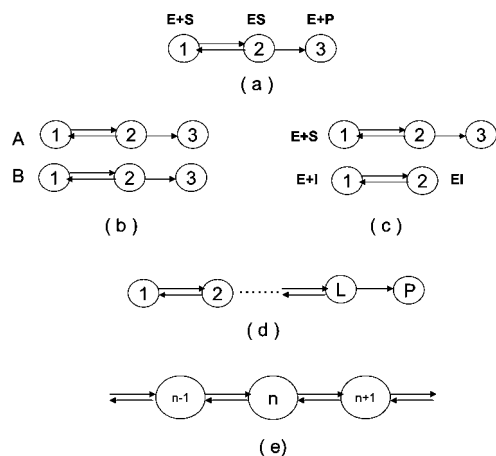 E+S ES E+P
1 2 3
( a )
A 1 2 3
B 1 2 3
( b )
E+S 1 2 3
E+I 1 2 EI
( c )
1 2 ...... L P
( d )
n-1 n n+1
( e )